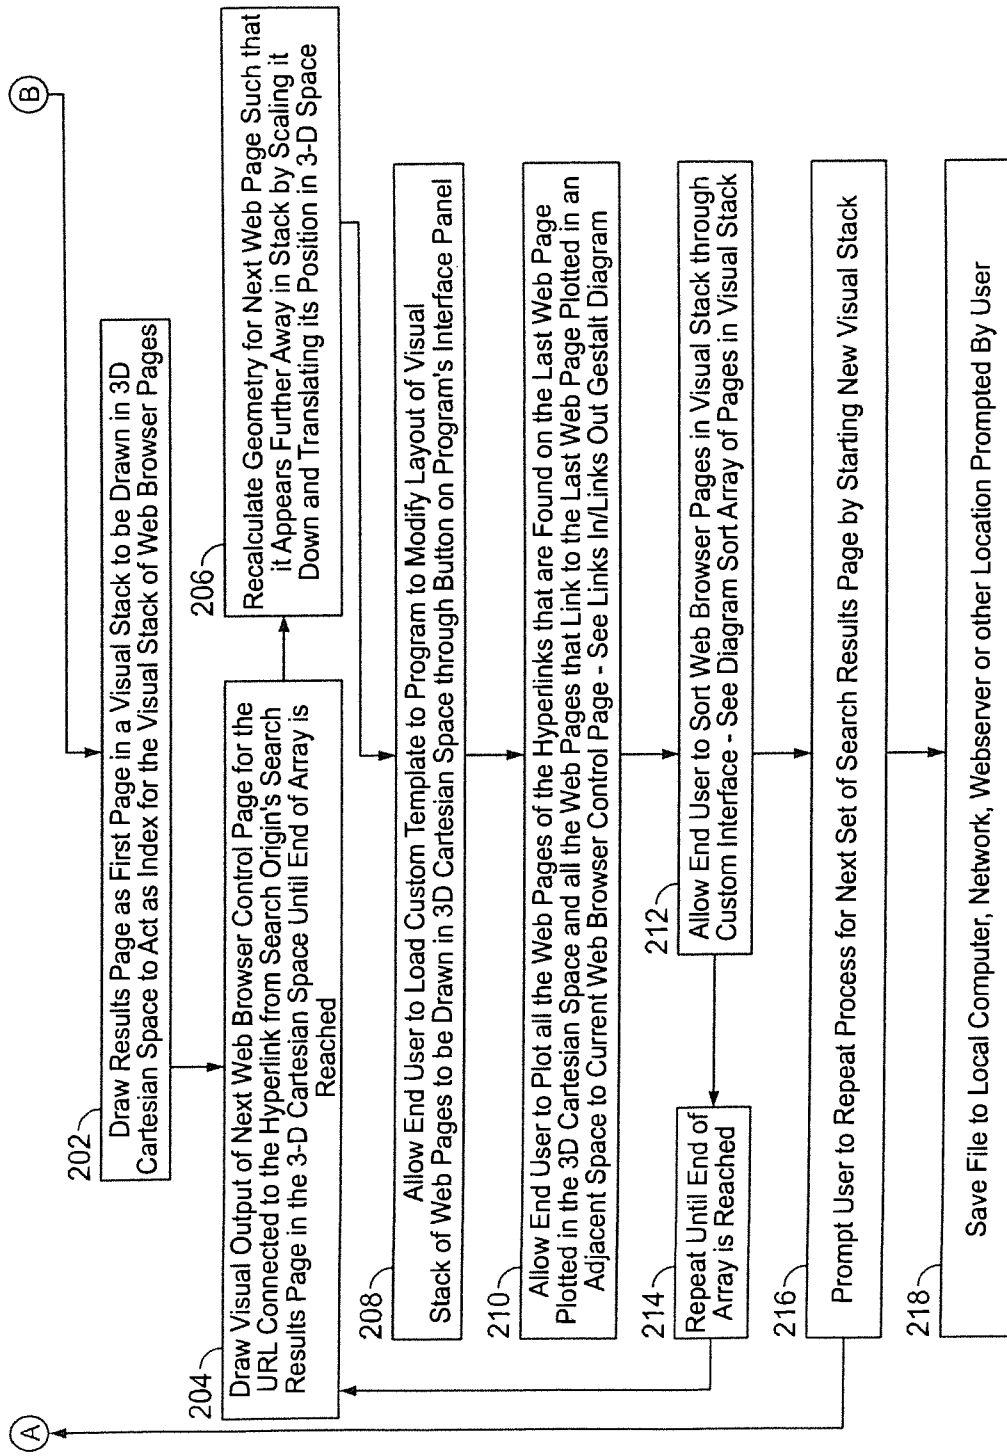 B
202
Draw Results Page as First Page in a Visual Stack to be Drawn in 3D
Cartesian Space to Act as Index for the Visual Stack of Web Browser Pages
204
Draw Visual Output of Next Web Browser Control Page for the
URL Connected to the Hyperlink from Search Origin's Search
Results Page in the 3-D Cartesian Space Until End of Array is
Reached
206
Recalculate Geometry for Next Web Page Such that
it Appears Further Away in Stack by Scaling it
Down and Translating its Position in 3-D Space
208
Allow End User to Load Custom Template to Program to Modify Layout of Visual
Stack of Web Pages to be Drawn in 3D Cartesian Space through Button on Program's Interface Panel
210
Allow End User to Plot all the Web Pages of the Hyperlinks that are Found on the Last Web Page
Plotted in the 3D Cartesian Space and all the Web Pages that Link to the Last Web Page Plotted in an
Adjacent Space to Current Web Browser Control Page - See Links In/Links Out Gestalt Diagram
212
Allow End User to Sort Web Browser Pages in Visual Stack through
Custom Interface - See Diagram Sort Array of Pages in Visual Stack
214
Repeat Until End of
Array is Reached
216
Prompt User to Repeat Process for Next Set of Search Results Page by Starting New Visual Stack
218
Save File to Local Computer, Network, Webserver or other Location Prompted By User
A